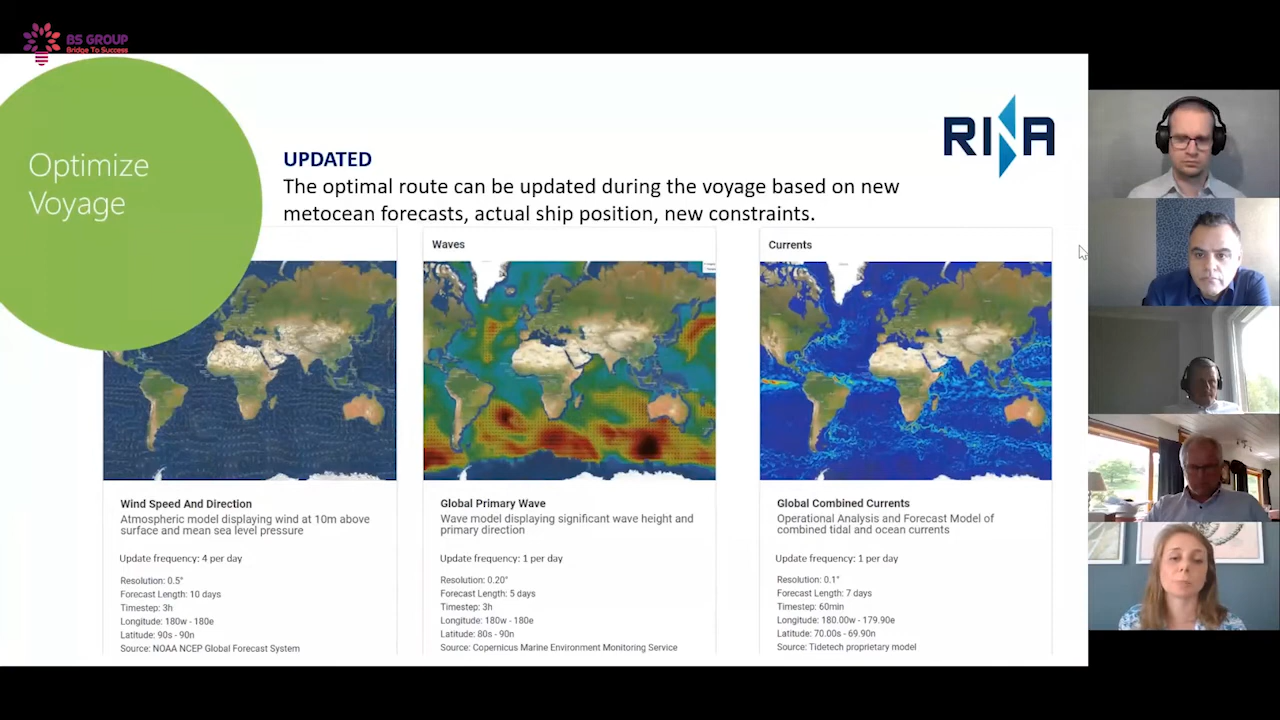 BS GROUP
Bridge To Success
RINA
Optimize
Voyage
UPDATED
The optimal route can be updated during the voyage based on new
metocean forecasts, actual ship position, new constraints.
Wind Speed And Direction
Atmospheric model displaying wind at 10m above
surface and mean sea level pressure
Update frequency: 4 per day
Resolution: 0.5°
Forecast Length: 10 days
Timestep: 3h
Longitude: 180w - 180e
Latitude: 90s - 90n
Source: NOAA NCEP Global Forecast System
Waves
Global Primary Wave
Wave model displaying significant wave height and
primary direction
Update frequency: 1 per day
Resolution: 0.20°
Forecast Length: 5 days
Timestep: 3h
Longitude: 180w - 180e
Latitude: 80s - 90n
Source: Copernicus Marine Environment Monitoring Service
Currents
Global Combined Currents
Operational Analysis and Forecast Model of
combined tidal and ocean currents
Update frequency: 1 per day
Resolution: 0.1°
Forecast Length: 7 days
Timestep: 60min
Longitude: 180.00w - 179.90e
Latitude: 70.00s - 69.90n
Source: Tidetech proprietary model